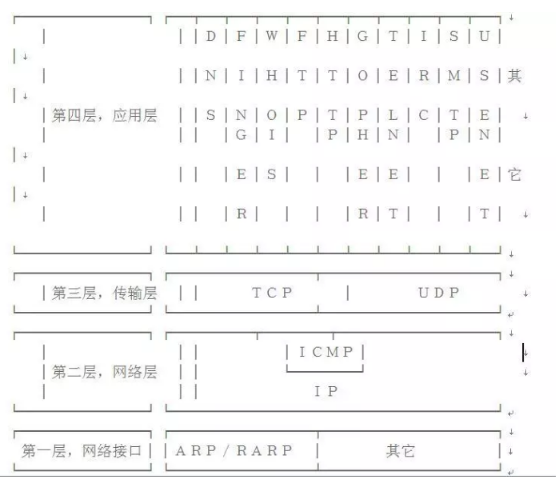 D F W F H G T I S U
N I H T T O E R M S 其
第四层，应用层 S N O P T P L C T E
G I P H N P N
E S E E E 它
R R T T
第三层，传输层 TCP UDP
ICMP
第二层，网络层
IP
第一层，网络接口 ARP/RARP 其它